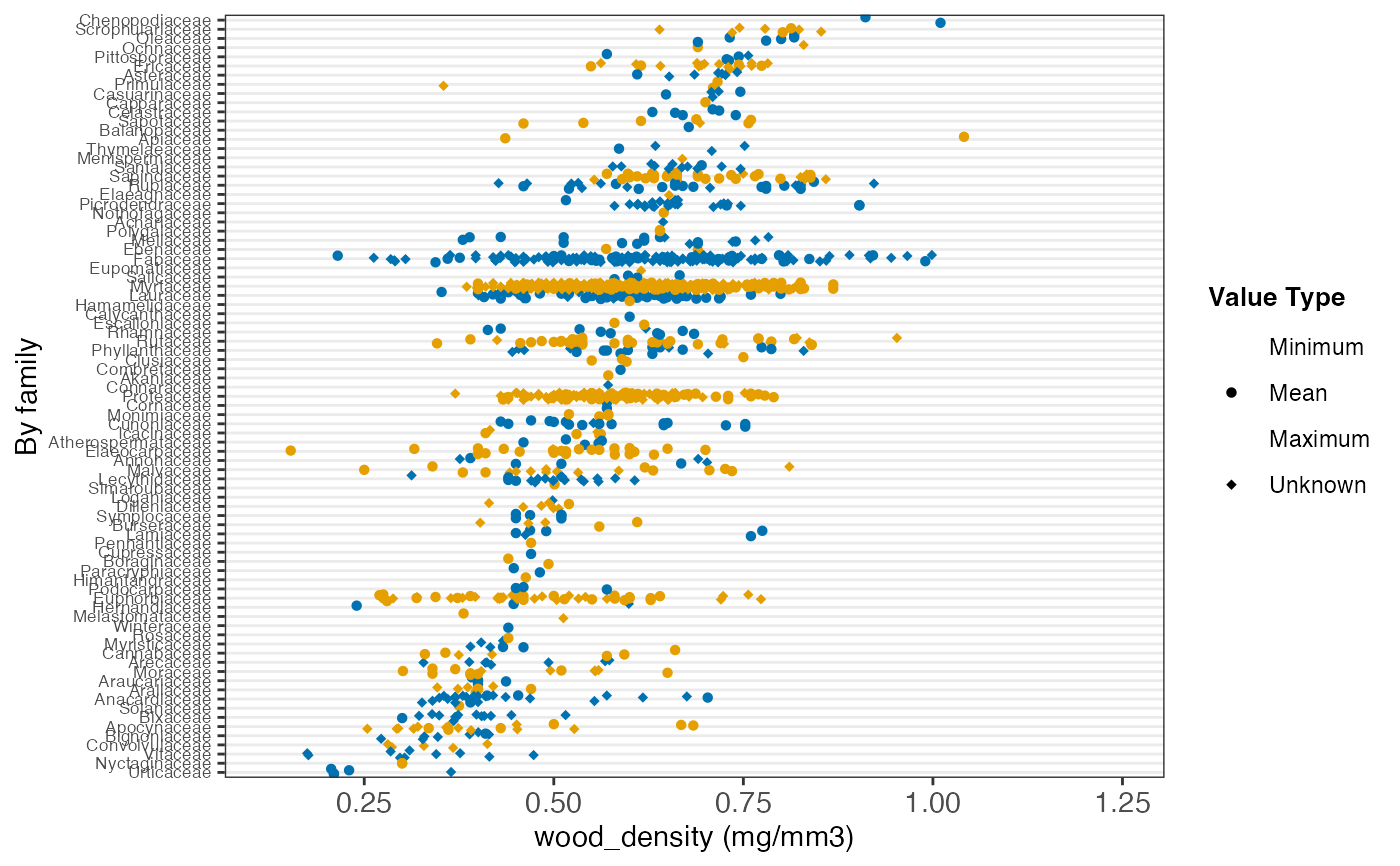 Chenopodiaceae
Scrophulariaceae
Oleaceae
Ochnaceae
Pittosporaceae
Ericaceae
Asteraceae
Primulaceae
Casuarinaceae
Capparaceae
Celastraceae
Sapotaceae
Balanopaceae
Apiaceae
Thymelaeaceae
Menispermaceae
Santalaceae
Sapindaceae
Rubiaceae
Elaeagnaceae
Picrodendraceae
Nothofagaceae
Achariaceae
Polygalaceae
Meliaceae
Ebenaceae
Fabaceae
Eupomatiaceae
Salicaceae
Myrtaceae
Lauraceae
Hamamelidaceae
Calycanthaceae
Escalloniaceae
Rhamnaceae
Rutaceae
Phyllanthaceae
Clusiaceae
Combretaceae
Akaniaceae
Connaraceae
Proteaceae
Cornaceae
Monimiaceae
Cunoniaceae
Icacinaceae
Atherospermataceae
Elaeocarpaceae
Annonaceae
Malvaceae
Lecythidaceae
Simaroubaceae
Loganiaceae
Dilleniaceae
Symplocaceae
Burseraceae
Lamiaceae
Pennantiaceae
Cupressaceae
Boraginaceae
Paracryphiaceae
Himantandraceae
Podocarpaceae
Euphorbiaceae
Hernandiaceae
Melastomataceae
Winteraceae
Rosaceae
Myristicaceae
Cannabaceae
Arecaceae
Moraceae
Araucariaceae
Araliaceae
Anacardiaceae
Solanaceae
Bixaceae
Apocynaceae
Bignoniaceae
Convolvulaceae
Vitaceae
Nyctaginaceae
Urticaceae
By family
0.25 0.50 0.75 1.00 1.25
wood_density (mg/mm3)
Value Type
Minimum
Mean
Maximum
Unknown